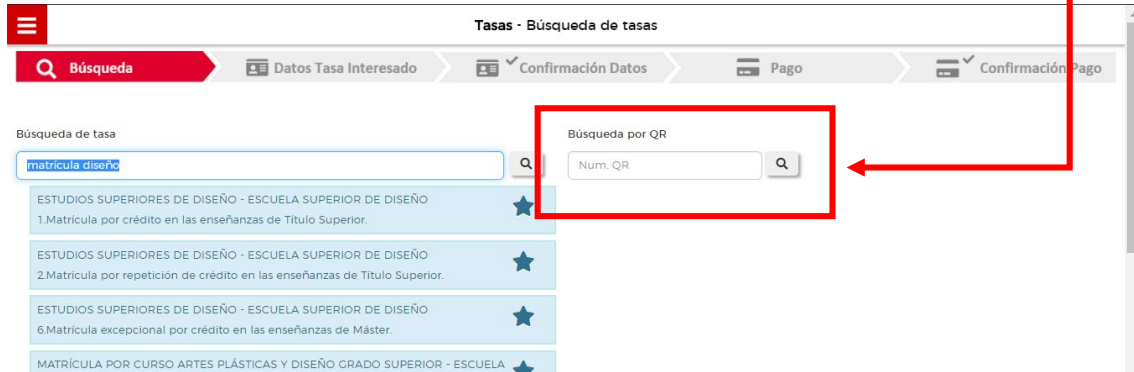 Tasas - Búsqueda de tasas
Búsqueda
Datos Tasa Interesado
Confirmación Datos
Pago
Confirmación Pago
Búsqueda de tasa
Búsqueda por QR
matrícula diseño
Num. QR
ESTUDIOS SUPERIORES DE DISEÑO - ESCUELA SUPERIOR DE DISEÑO
1.Matrícula por crédito en las enseñanzas de Título Superior.
ESTUDIOS SUPERIORES DE DISEÑO - ESCUELA SUPERIOR DE DISEÑO
2.Matrícula por repetición de crédito en las enseñanzas de Título Superior.
ESTUDIOS SUPERIORES DE DISEÑO - ESCUELA SUPERIOR DE DISEÑO
6.Matrícula excepcional por crédito en las enseñanzas de Máster.
MATRÍCULA POR CURSO ARTES PLÁSTICAS Y DISEÑO GRADO SUPERIOR - ESCUELA